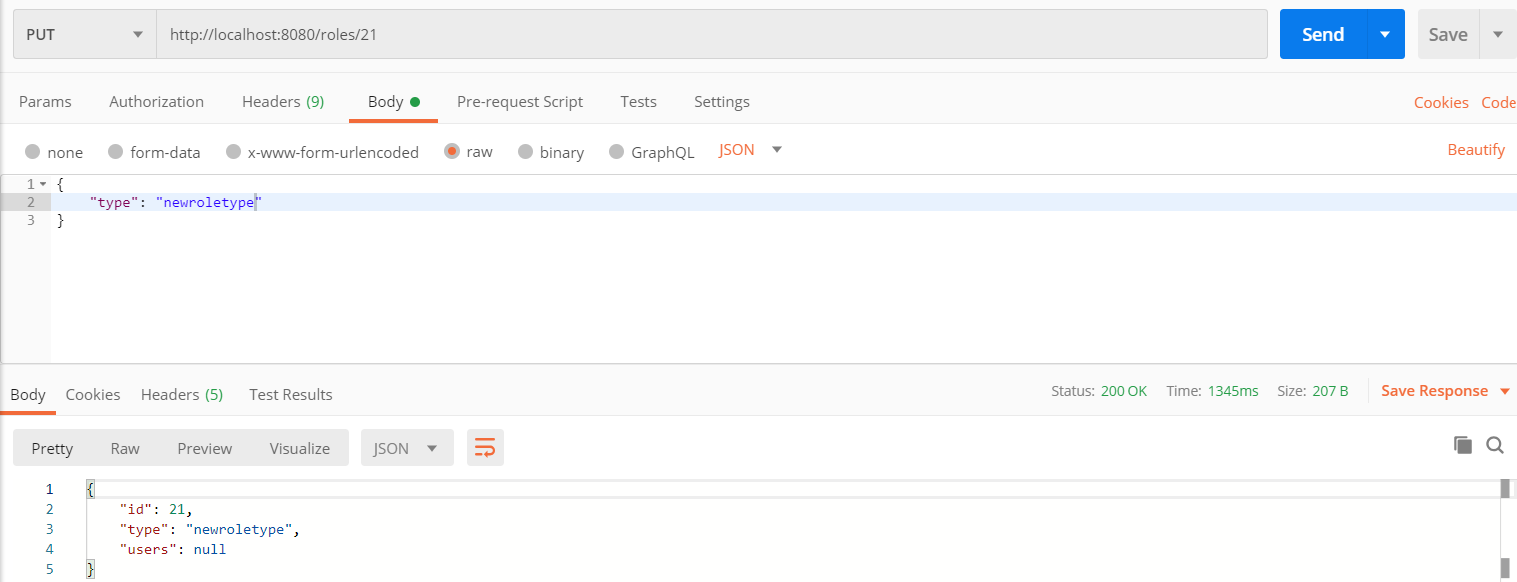 PUT http://localhost:8080/roles/21 Send Save
Params Authorization Headers (9) Body Pre-request Script Tests Settings Cookies Code
none form-data x-www-form-urlencoded raw binary GraphQL JSON Beautify
1 {
2 "type": "newroletype"
3 }
Body Cookies Headers (5) Test Results Status: 200 OK Time: 1345ms Size: 207 B Save Response
Pretty Raw Preview Visualize JSON
1 {
2 "id": 21,
3 "type": "newroletype",
4 "users": null
5 }